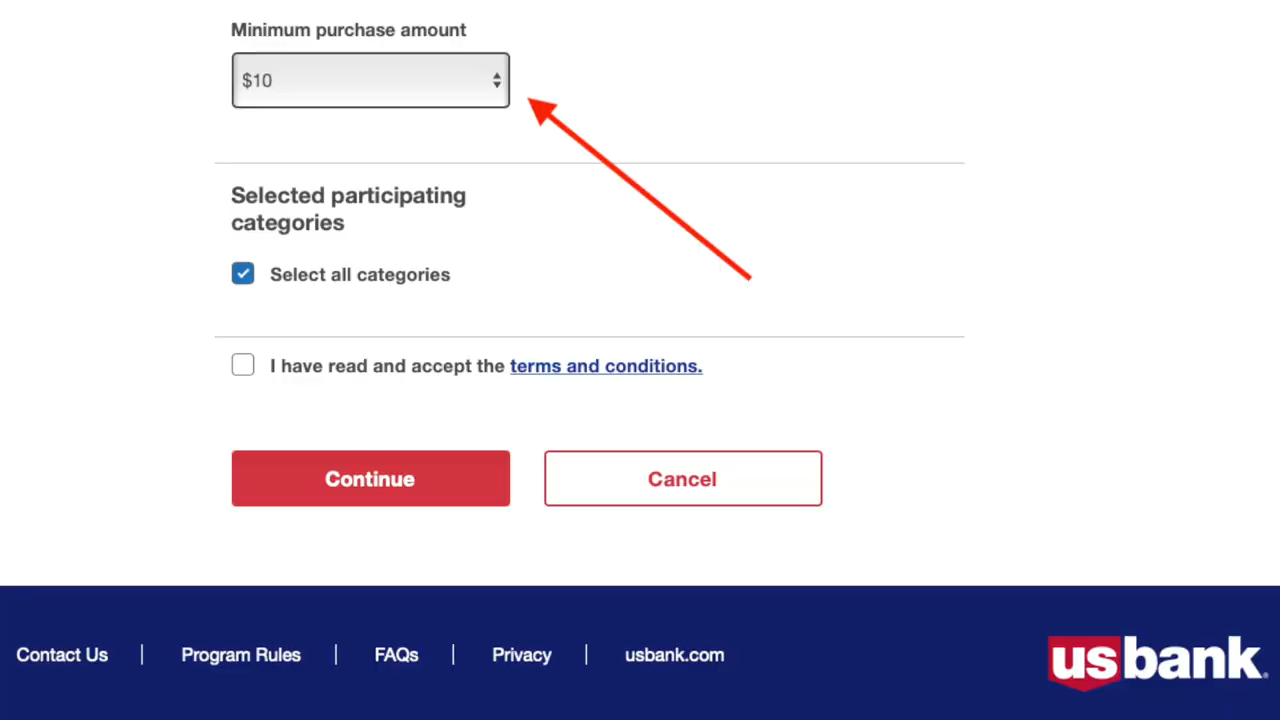 Minimum purchase amount
$10
Selected participating
categories
Select all categories
I have read and accept the terms and conditions.
Continue
Cancel
Contact Us | Program Rules | FAQs | Privacy | usbank.com
usbank.